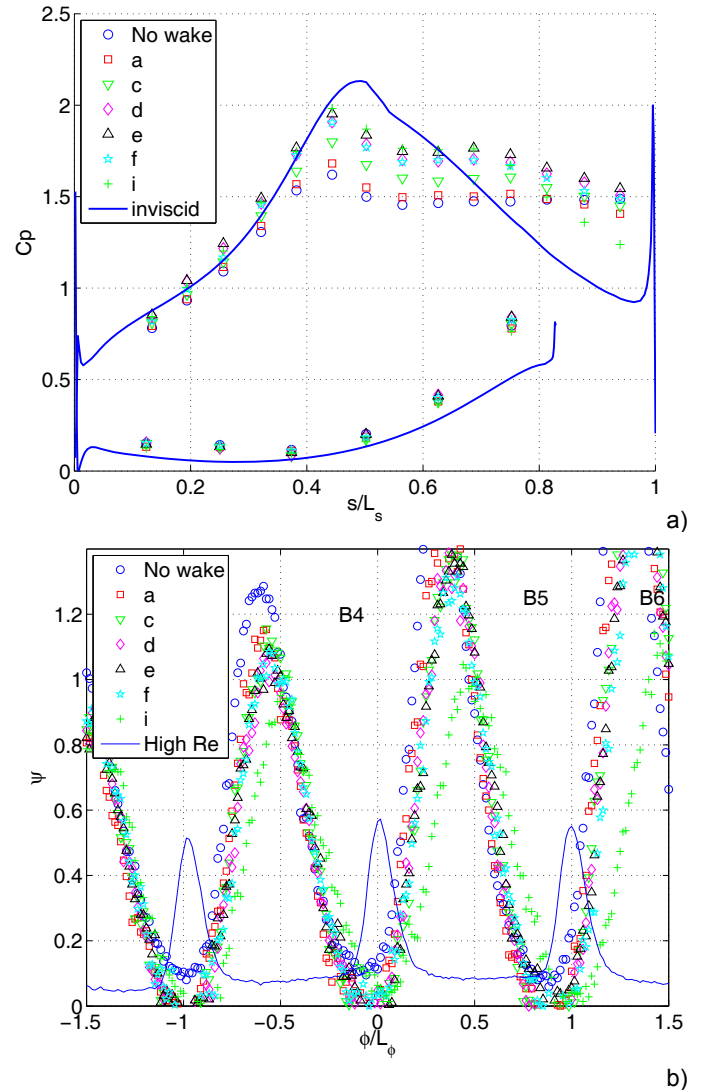 2.5
2
1.5
1
0.5
0
Cp
No wake
a
c
d
e
f
i
inviscid
0 0.2 0.4 0.6 0.8 1
s/L_s
a)
1.2
1
0.8
0.6
0.4
0.2
0
ψ
No wake
a
c
d
e
f
i
High Re
B4 B5 B6
−1.5 −1 −0.5 0 0.5 1 1.5
ϕ/L_ϕ
b)